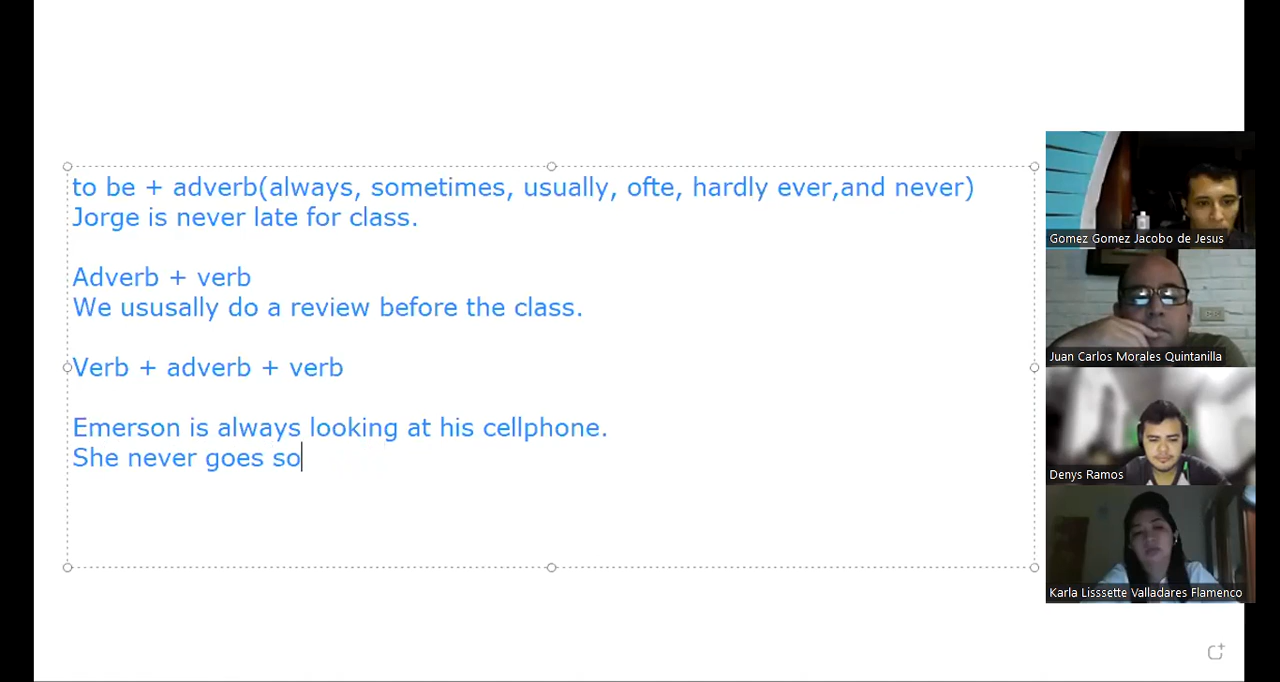 to be + adverb(always, sometimes, usually, ofte, hardly ever,and never)
Jorge is never late for class.
Adverb + verb
We ususally do a review before the class.
Verb + adverb + verb
Emerson is always looking at his cellphone.
She never goes so
Gomez Gomez Jacobo de Jesus
Juan Carlos Morales Quintanilla
Denys Ramos
Karla Lisssette Valladares Flamenco